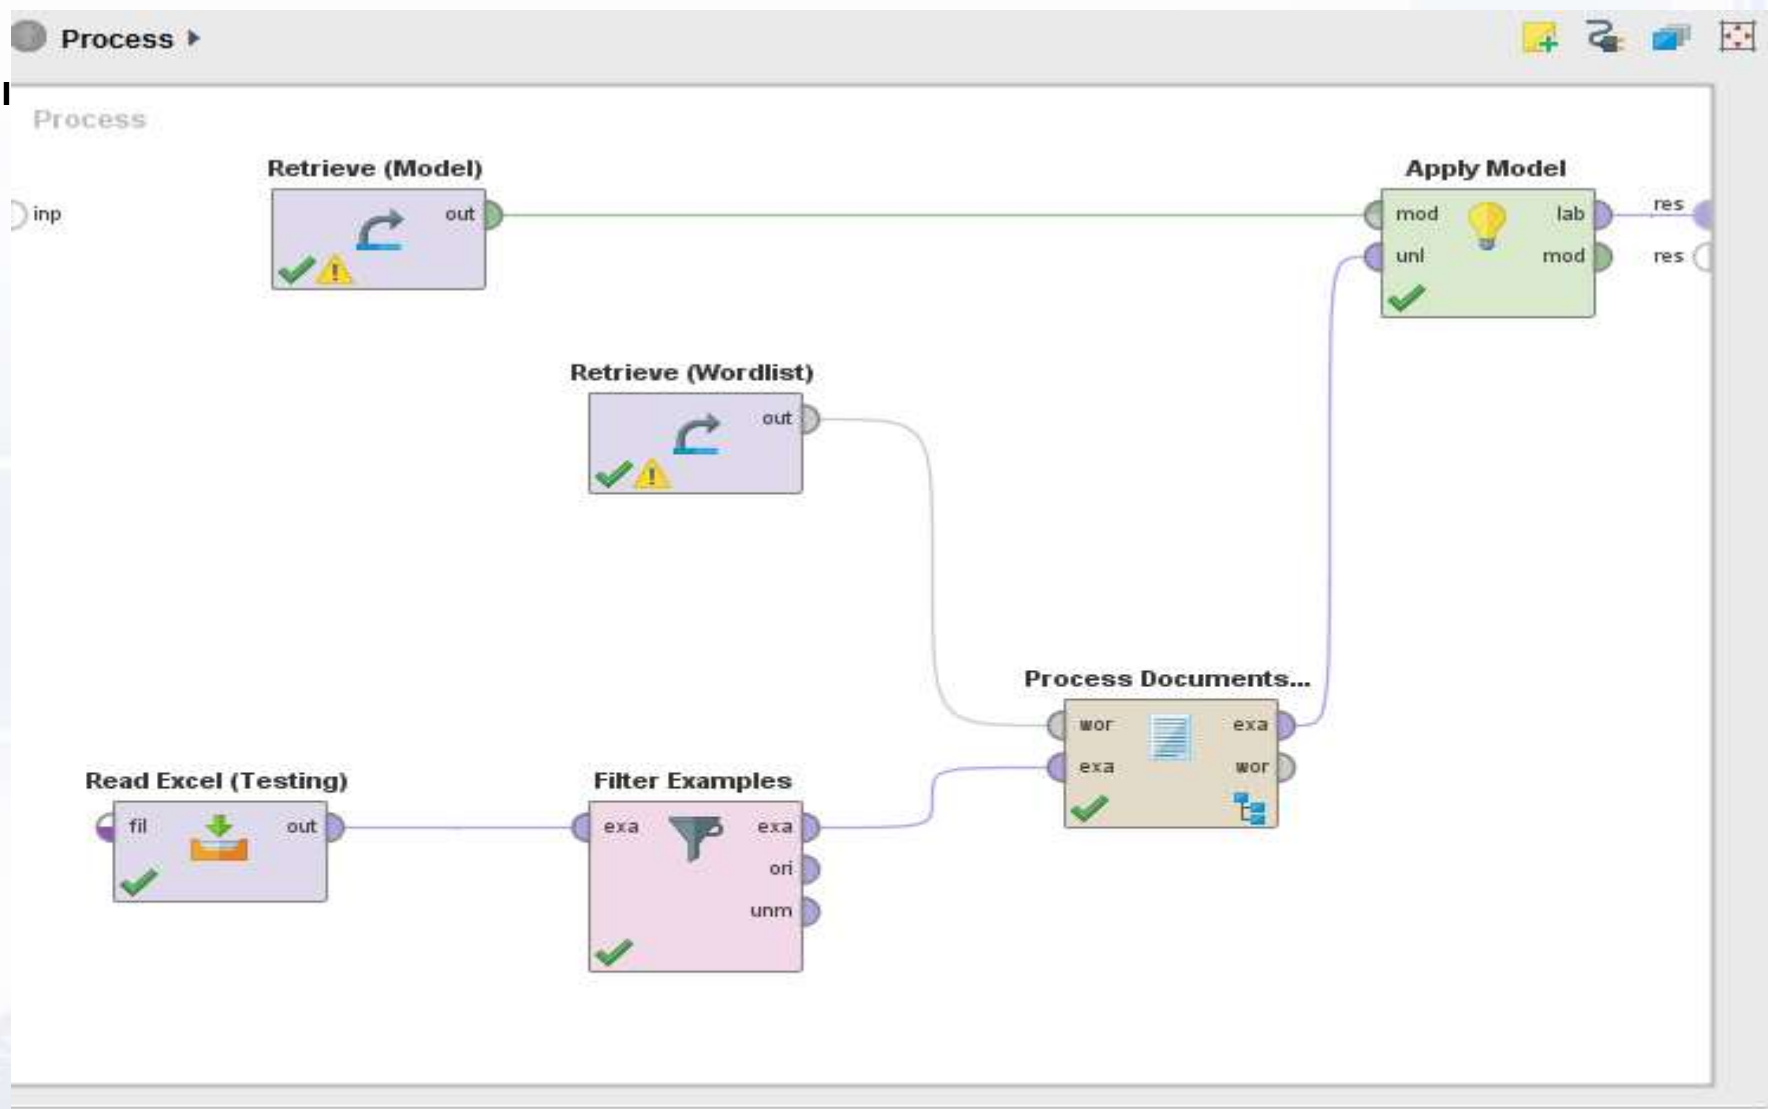 Process
Process
Retrieve (Model)
inp
out
Apply Model
mod
lab
res
unl
mod
res
Retrieve (Wordlist)
out
Process Documents...
wor
exa
exa
wor
Read Excel (Testing)
fil
out
Filter Examples
exa
exa
ori
unm